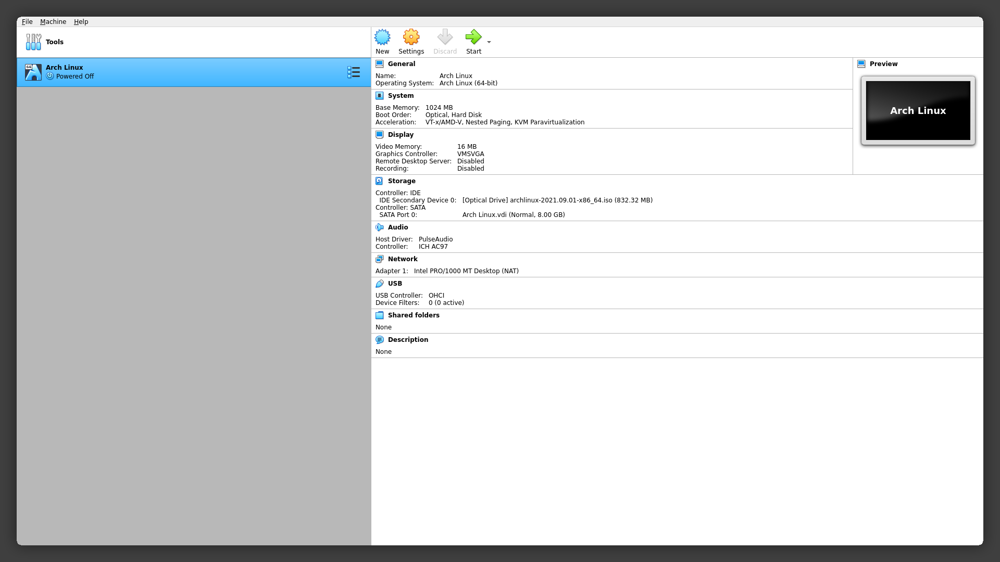 File Machine Help
Tools
New Settings Discard Start
64
Arch Linux
Powered Off
General
Name: Arch Linux
Operating System: Arch Linux (64-bit)
Preview
Arch Linux
System
Base Memory: 1024 MB
Boot Order: Optical, Hard Disk
Acceleration: VT-x/AMD-V, Nested Paging, KVM Paravirtualization
Display
Video Memory: 16 MB
Graphics Controller: VMSVGA
Remote Desktop Server: Disabled
Recording: Disabled
Storage
Controller: IDE
IDE Secondary Device 0: [Optical Drive] archlinux-2021.09.01-x86_64.iso (832.32 MB)
Controller: SATA
SATA Port 0: Arch Linux.vdi (Normal, 8.00 GB)
Audio
Host Driver: PulseAudio
Controller: ICH AC97
Network
Adapter 1: Intel PRO/1000 MT Desktop (NAT)
USB
USB Controller: OHCI
Device Filters: 0 (0 active)
Shared folders
None
Description
None